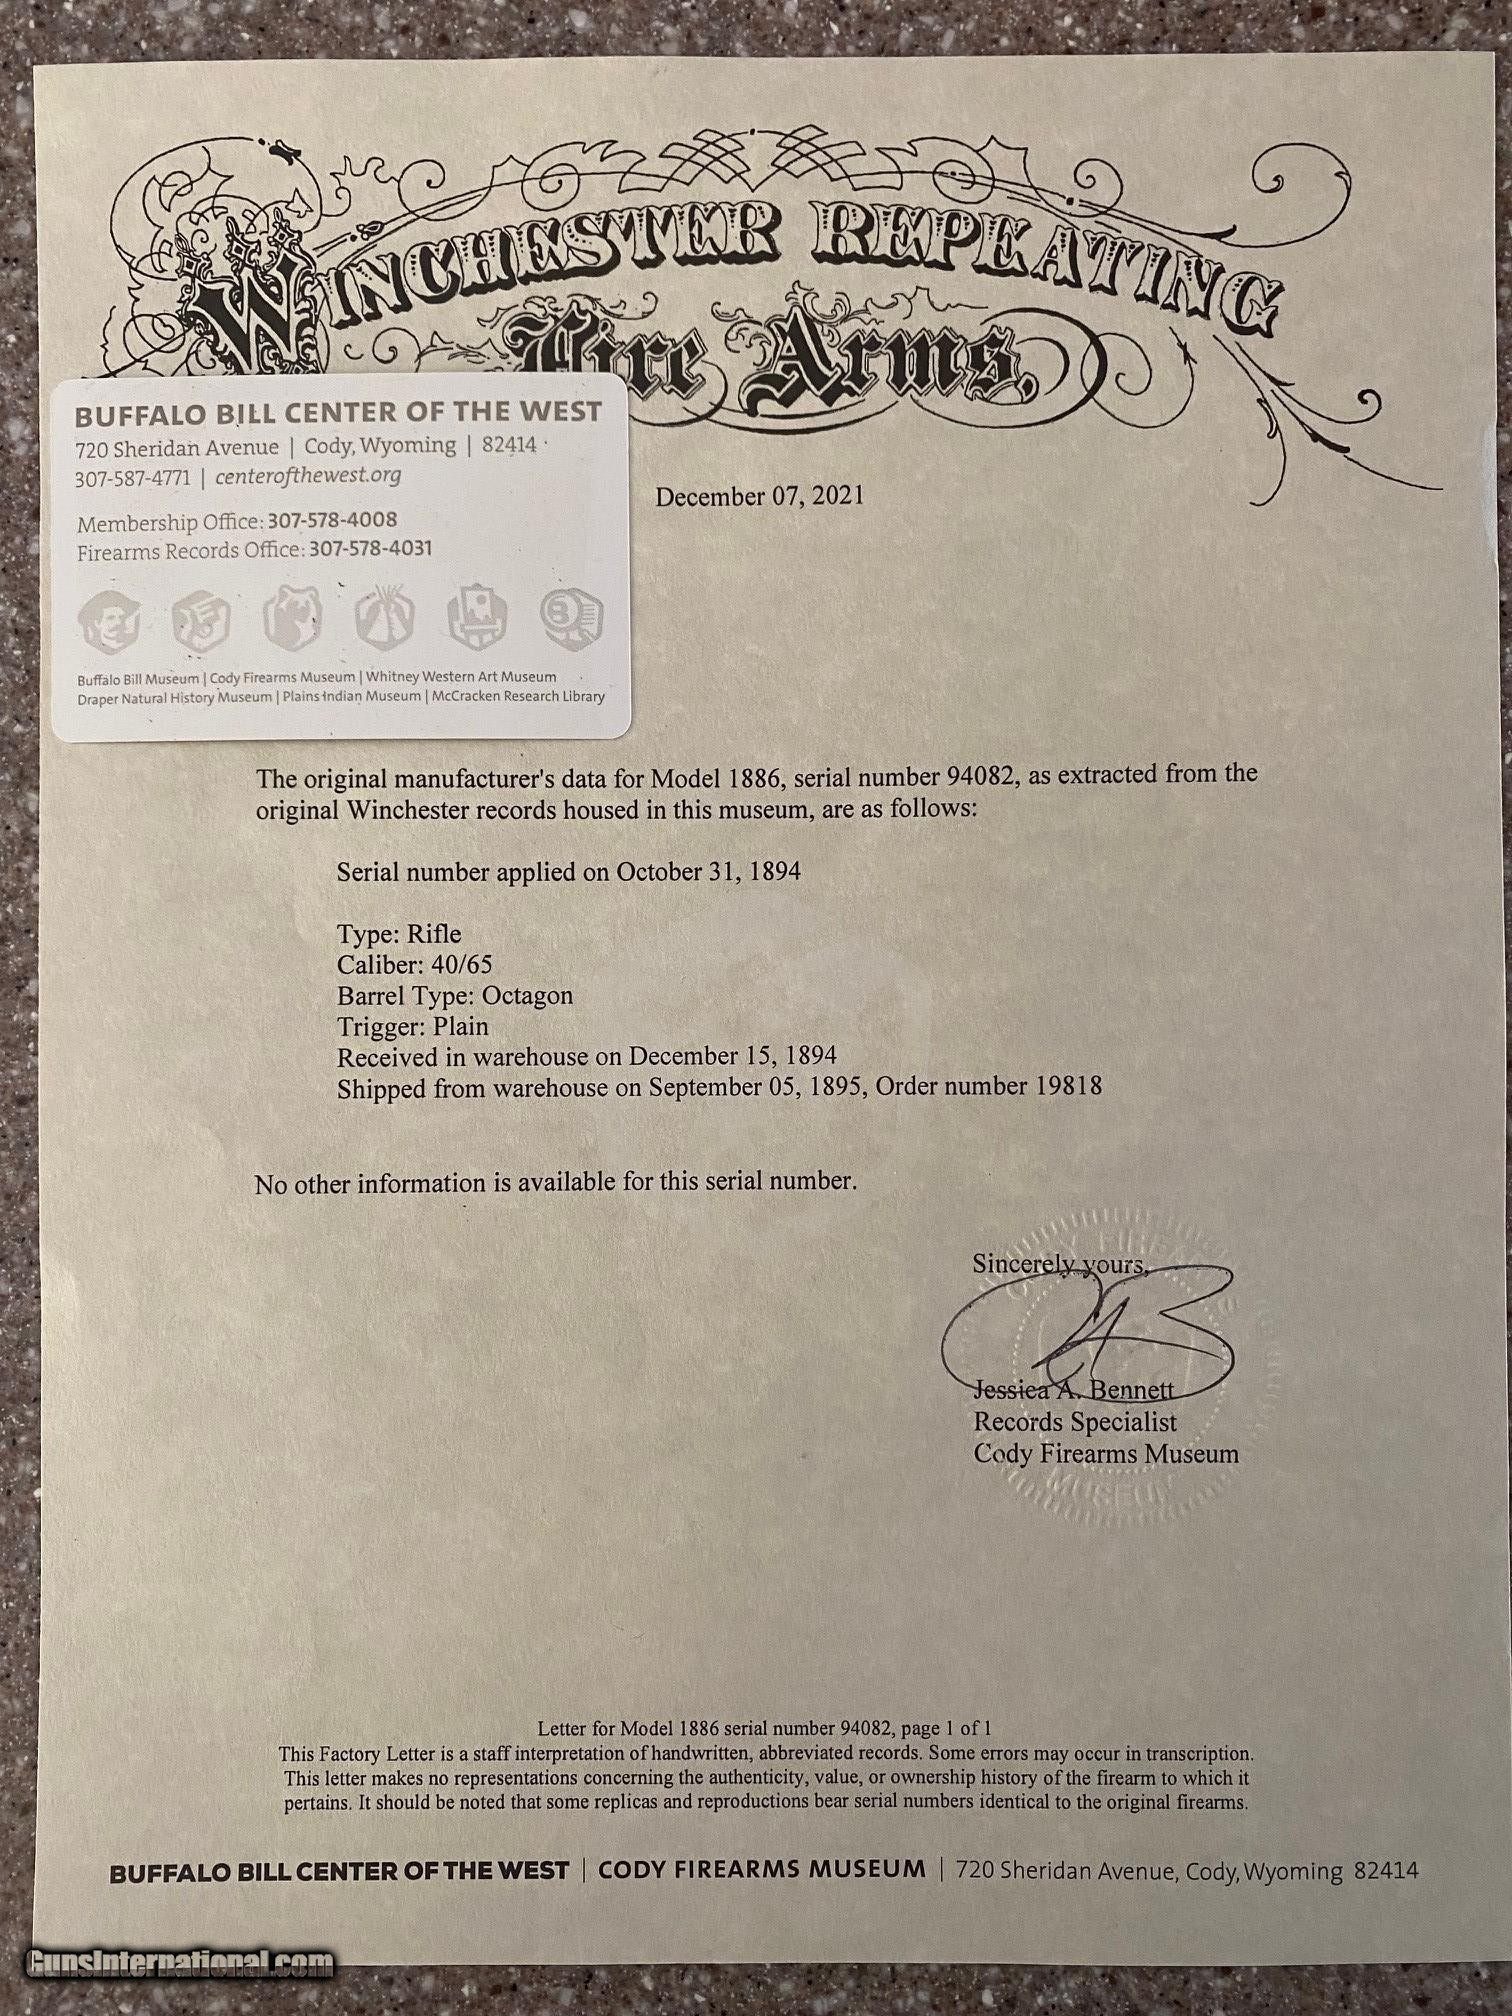 WINCHESTER REPEATING
Fire Arms.
BUFFALO BILL CENTER OF THE WEST
720 Sheridan Avenue | Cody, Wyoming | 82414
307-587-4771 | centerofthewest.org
Membership Office: 307-578-4008
Firearms Records Office: 307-578-4031
Buffalo Bill Museum | Cody Firearms Museum | Whitney Western Art Museum
Draper Natural History Museum | Plains Indian Museum | McCracken Research Library
December 07, 2021
The original manufacturer's data for Model 1886, serial number 94082, as extracted from the
original Winchester records housed in this museum, are as follows:
Serial number applied on October 31, 1894
Type: Rifle
Caliber: 40/65
Barrel Type: Octagon
Trigger: Plain
Received in warehouse on December 15, 1894
Shipped from warehouse on September 05, 1895, Order number 19818
No other information is available for this serial number.
Sincerely yours,
Jessica A. Bennett
Records Specialist
Cody Firearms Museum
MUSEUM
Letter for Model 1886 serial number 94082, page 1 of 1
This Factory Letter is a staff interpretation of handwritten, abbreviated records. Some errors may occur in transcription.
This letter makes no representations concerning the authenticity, value, or ownership history of the firearm to which it
pertains. It should be noted that some replicas and reproductions bear serial numbers identical to the original firearms.
BUFFALO BILL CENTER OF THE WEST | CODY FIREARMS MUSEUM | 720 Sheridan Avenue, Cody, Wyoming 82414
GunsInternational.com